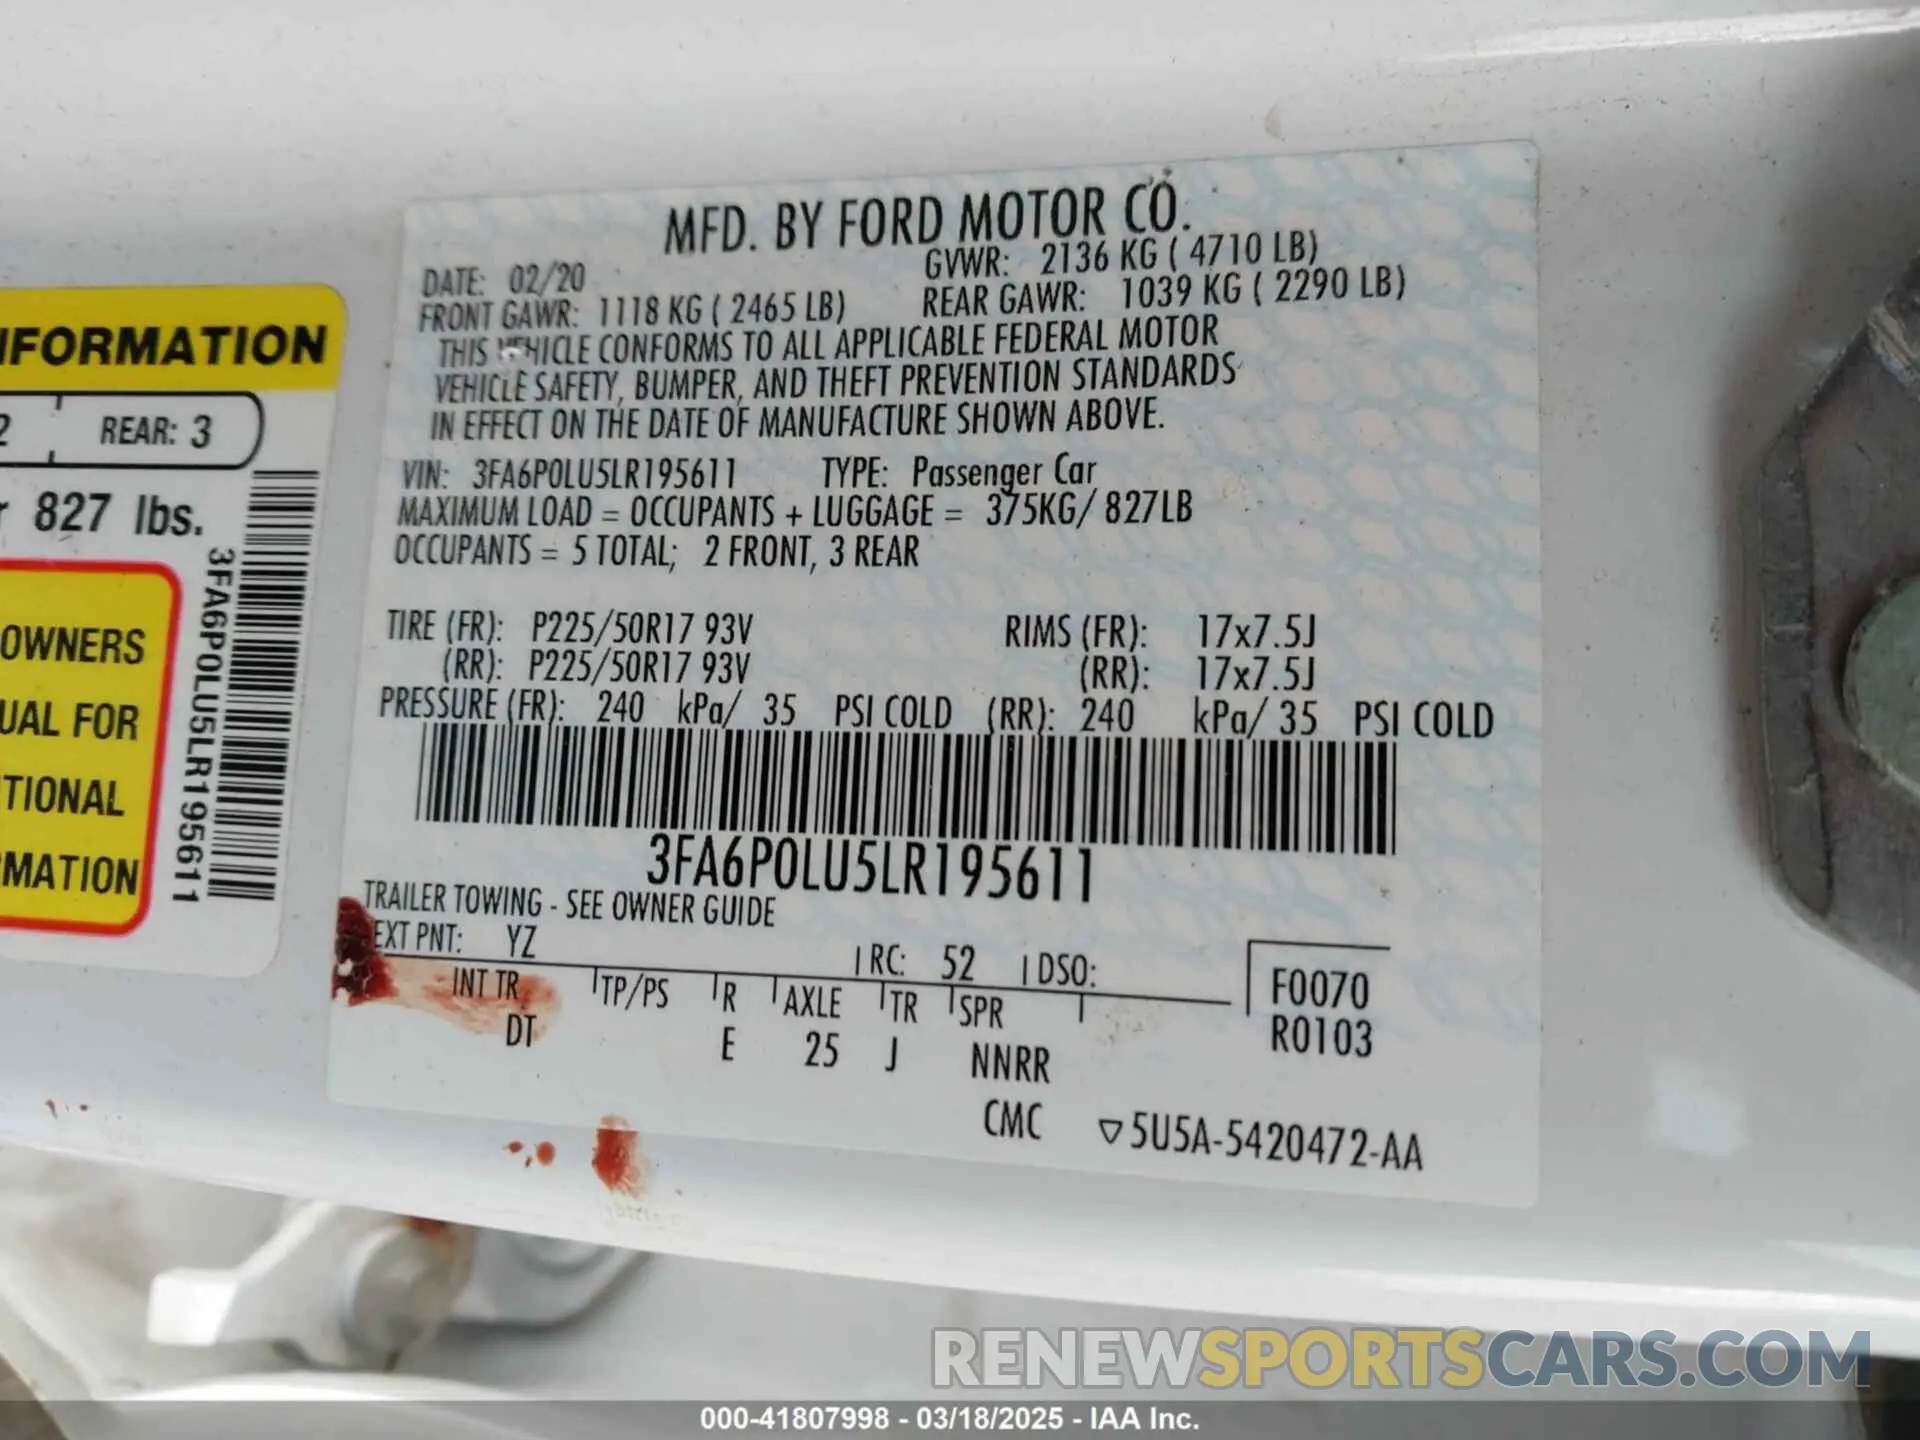 MFD. BY FORD MOTOR CO.
DATE: 02/20
GVWR: 2136 KG ( 4710 LB)
FRONT GAWR: 1118 KG ( 2465 LB)
REAR GAWR: 1039 KG ( 2290 LB)
THIS VEHICLE CONFORMS TO ALL APPLICABLE FEDERAL MOTOR
VEHICLE SAFETY, BUMPER, AND THEFT PREVENTION STANDARDS
IN EFFECT ON THE DATE OF MANUFACTURE SHOWN ABOVE.
VIN: 3FA6P0LU5LR195611 TYPE: Passenger Car
MAXIMUM LOAD = OCCUPANTS + LUGGAGE = 375KG/ 827LB
OCCUPANTS = 5 TOTAL; 2 FRONT, 3 REAR
TIRE (FR): P225/50R17 93V RIMS (FR): 17x7.5J
(RR): P225/50R17 93V (RR): 17x7.5J
PRESSURE (FR): 240 kPa/ 35 PSI COLD (RR): 240 kPa/ 35 PSI COLD
3FA6P0LU5LR195611
TRAILER TOWING - SEE OWNER GUIDE
EXT PNT: YZ RC: 52 DSO:
INT TR TP/PS R AXLE TR SPR
DT E 25 J NNRR
F0070
R0103
CMC ▽5U5A-5420472-AA
NFORMATION
2 REAR: 3
r 827 lbs.
OWNERS
UAL FOR
TIONAL
RMATION
3FA6P0LU5LR195611
RENEWSPORTSCARS.COM
000-41807998 - 03/18/2025 - IAA Inc.